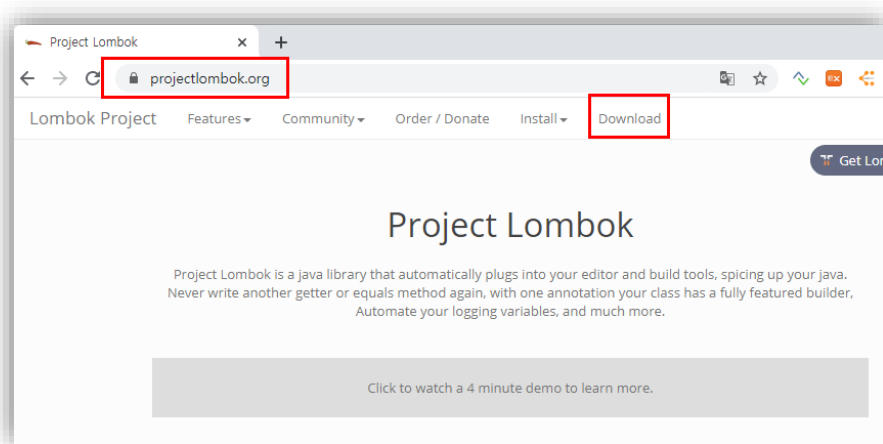 Project Lombok
projectlombok.org
Lombok Project Features Community Order / Donate Install Download
Get Lor
Project Lombok
Project Lombok is a java library that automatically plugs into your editor and build tools, spicing up your java.
Never write another getter or equals method again, with one annotation your class has a fully featured builder,
Automate your logging variables, and much more.
Click to watch a 4 minute demo to learn more.